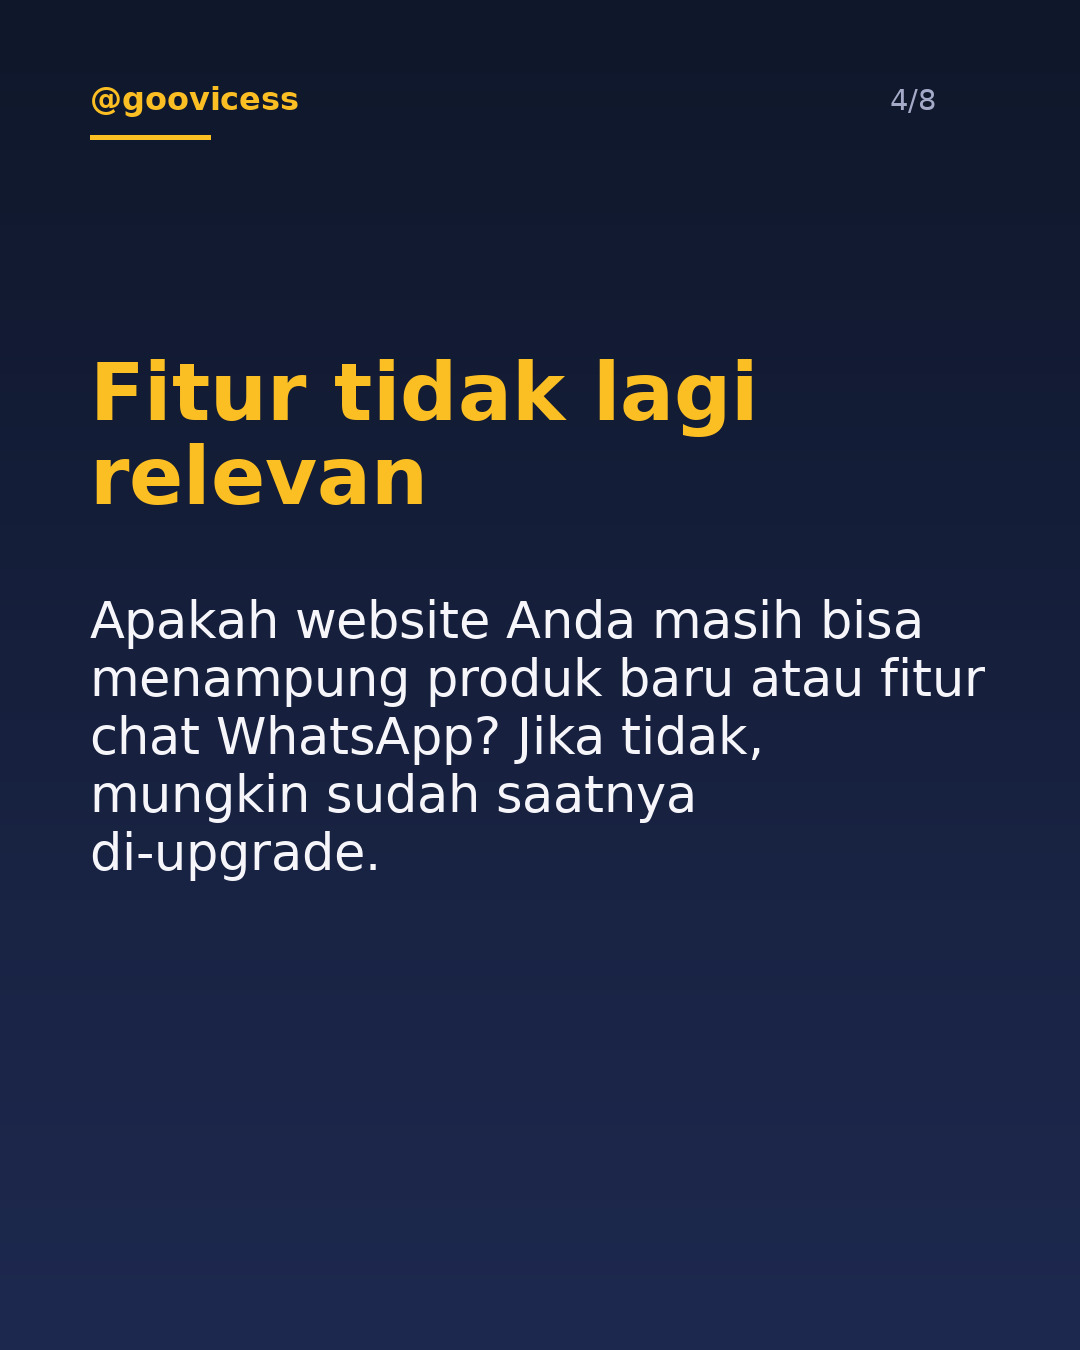 @goovicess
4/8
Fitur tidak lagi
relevan
Apakah website Anda masih bisa
menampung produk baru atau fitur
chat WhatsApp? Jika tidak,
mungkin sudah saatnya
di-upgrade.